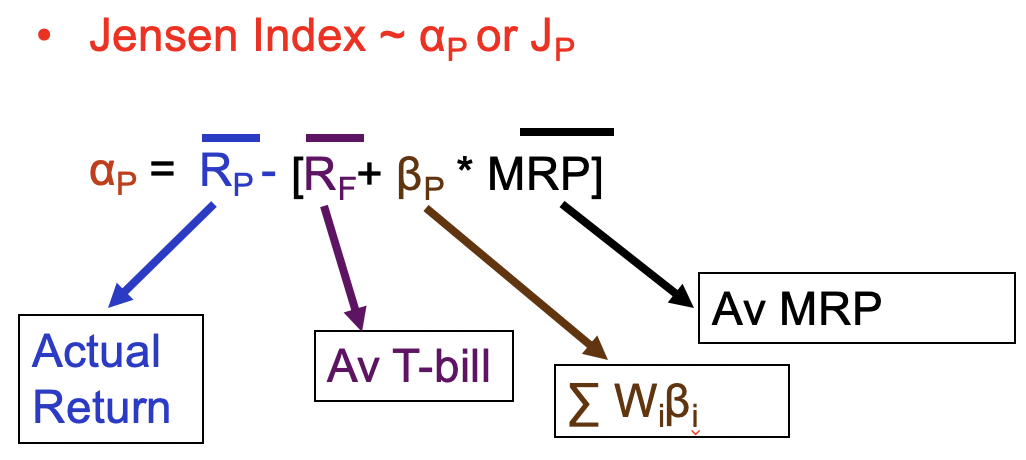 • Jensen Index ~ αP or JP
αP = RP - [RF + βP * MRP]
Av MRP
Actual
Return
Av T-bill
∑ Wiβi